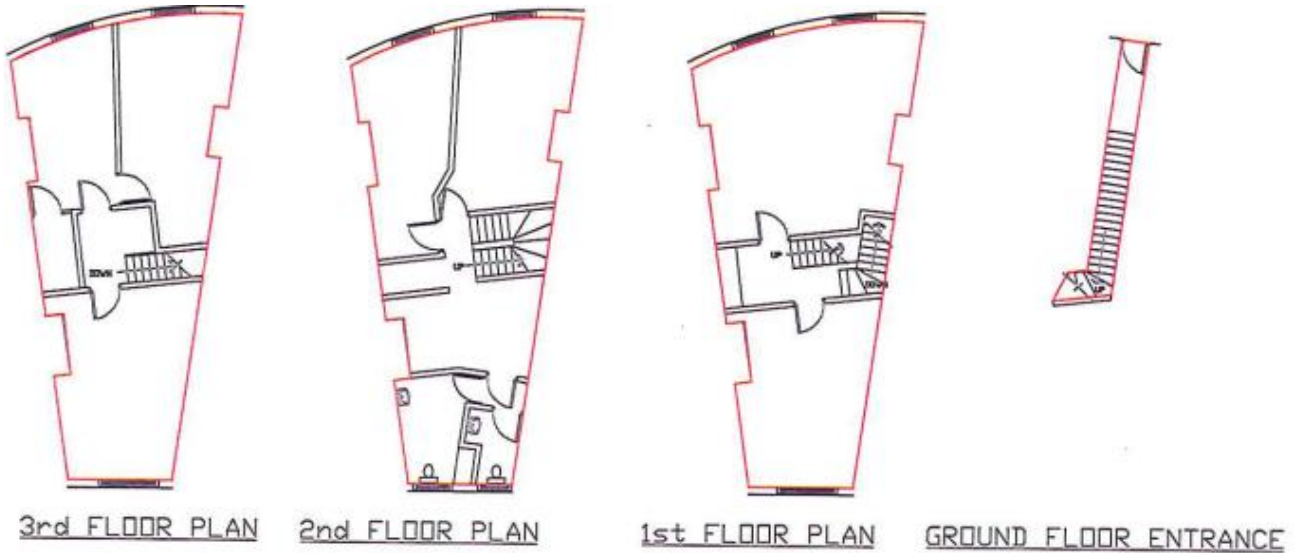 DOWN
UP
UP
DOWN
UP
3rd FLOOR PLAN
2nd FLOOR PLAN
1st FLOOR PLAN
GROUND FLOOR ENTRANCE